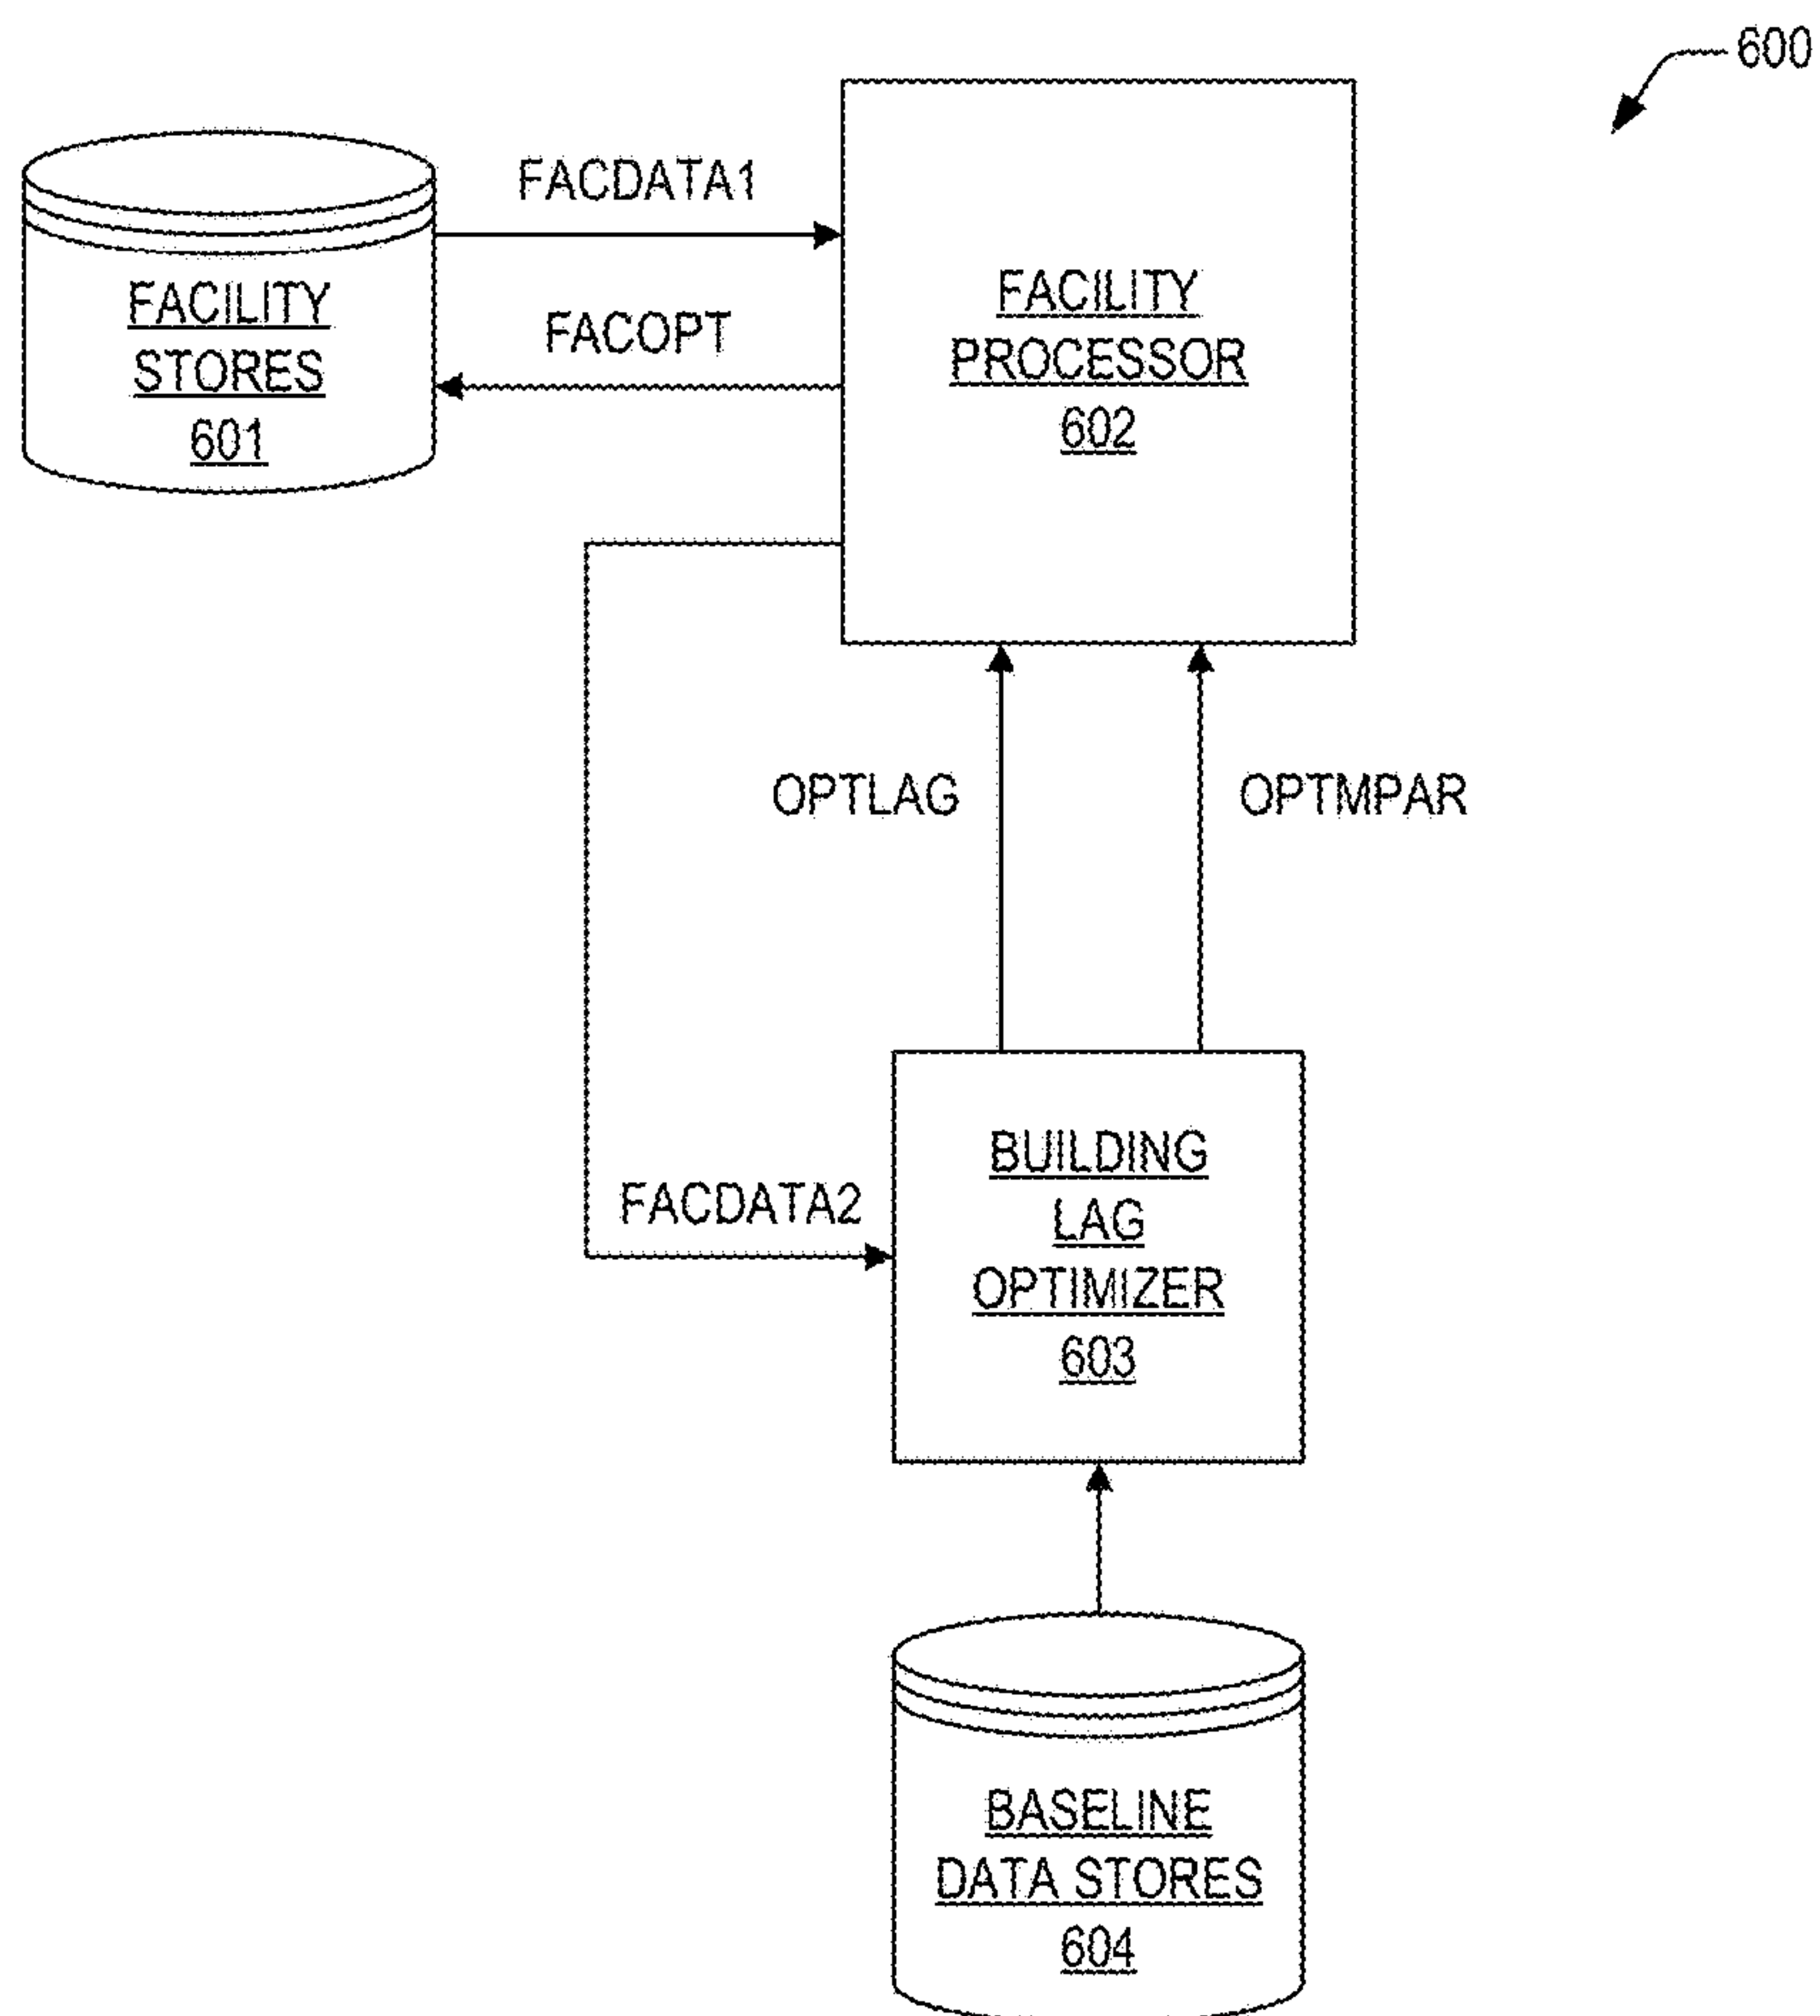 600
FACDATA1
FACILITY
STORES
601
FACOPT
FACILITY
PROCESSOR
602
OPTLAG
OPTMPAR
FACDATA2
BUILDING
LAG
OPTIMIZER
603
BASELINE
DATA STORES
604